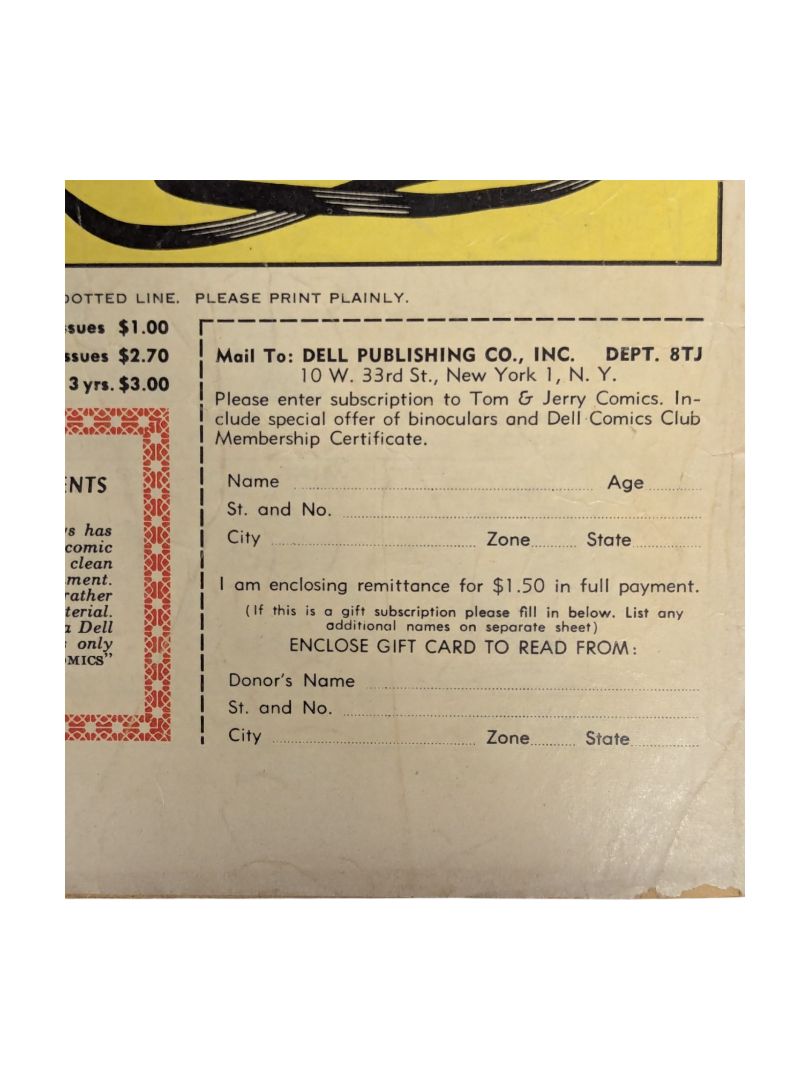 DOTTED LINE. PLEASE PRINT PLAINLY.
ssues $1.00
ssues $2.70
3 yrs. $3.00
ENTS
s has
comic
clean
ment.
rather
terial.
a Dell
only
OMICS"
Mail To: DELL PUBLISHING CO., INC. DEPT. 8TJ
10 W. 33rd St., New York 1, N. Y.
Please enter subscription to Tom & Jerry Comics. In-
clude special offer of binoculars and Dell Comics Club
Membership Certificate.
Name Age
St. and No.
City Zone State
I am enclosing remittance for $1.50 in full payment.
(If this is a gift subscription please fill in below. List any
additional names on separate sheet)
ENCLOSE GIFT CARD TO READ FROM:
Donor's Name
St. and No.
City Zone State